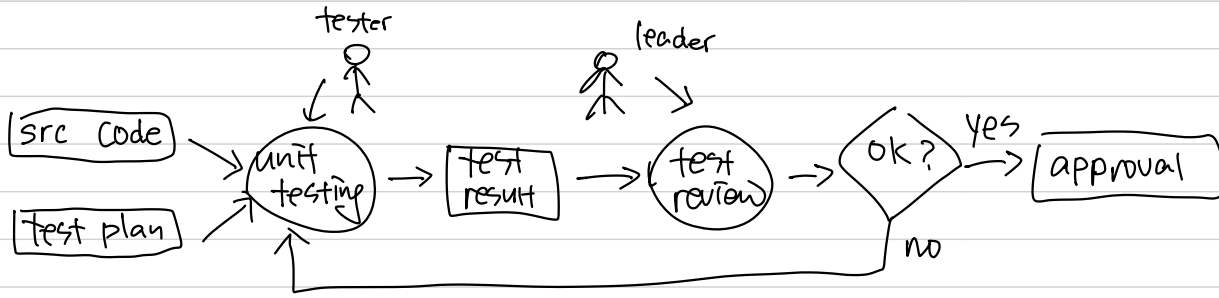 tester
leader
src code
test plan
unit
testing
test
result
test
review
OK?
yes
approval
no